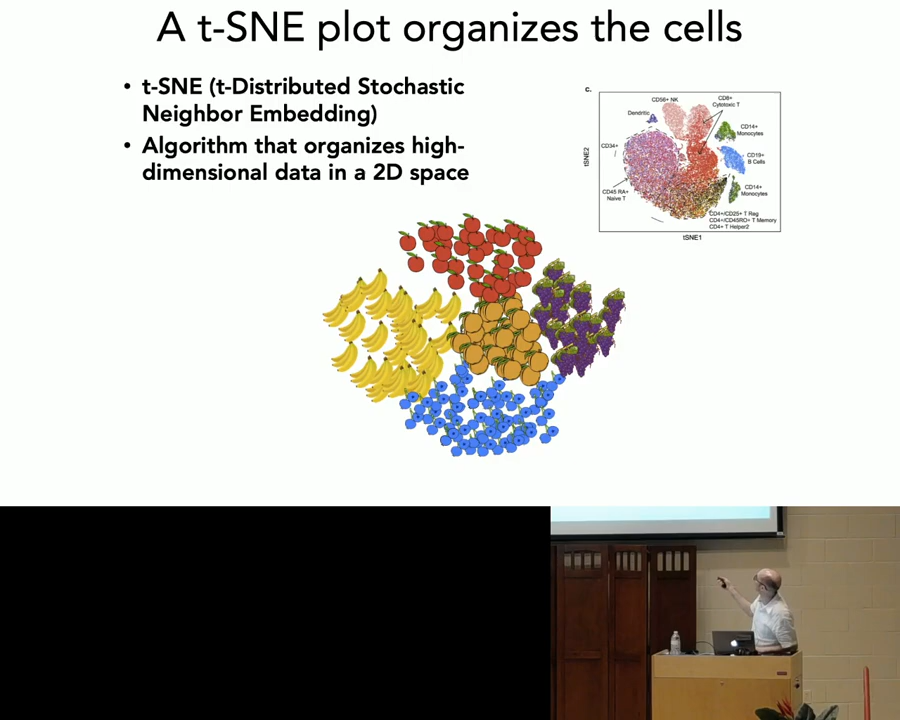 A t-SNE plot organizes the cells
• t-SNE (t-Distributed Stochastic
Neighbor Embedding)
• Algorithm that organizes high-
dimensional data in a 2D space
c.
CD56+ NK
CD8+
Cytotoxic T
Dendritic
CD14+
Monocytes
CD34+
CD19+
B Cells
tSNE2
CD14+
Monocytes
CD45 RA+
Naive T
CD4+/CD25+ T Reg
CD4+/CD45RO+ T Memory
CD4+ T Helper2
tSNE1